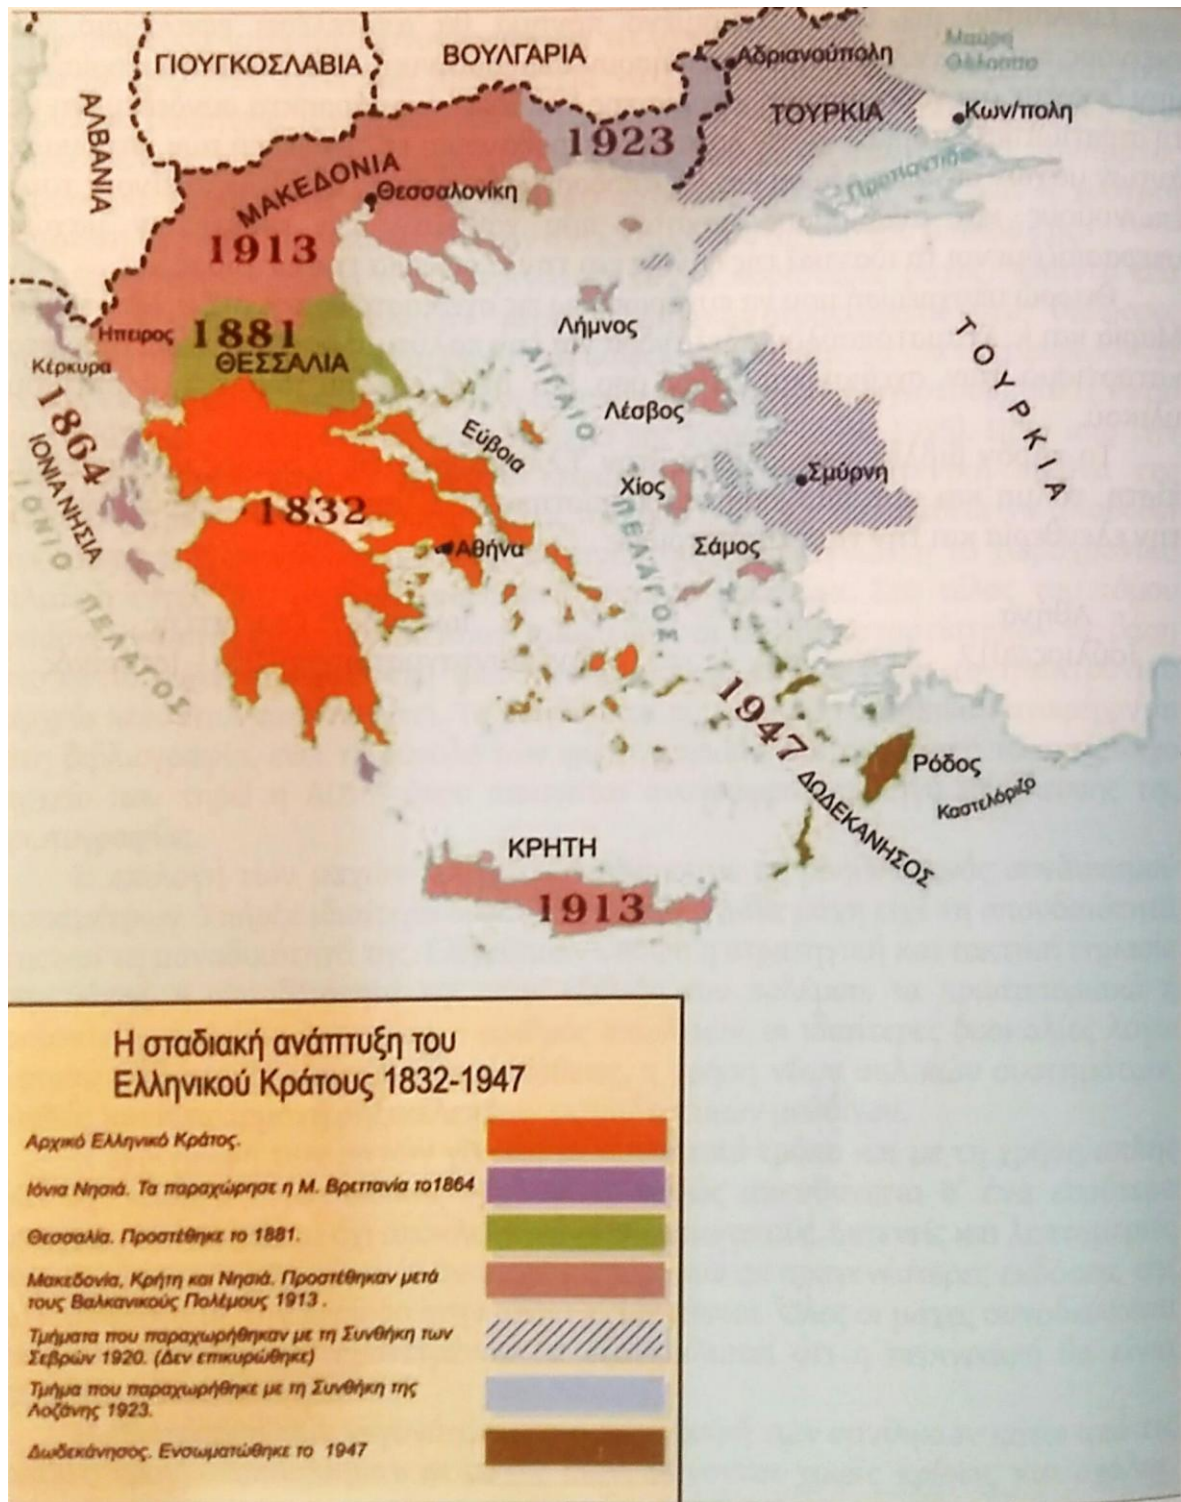 ΓΙΟΥΓΚΟΣΛΑΒΙΑ
ΒΟΥΛΓΑΡΙΑ
Αδριανούπολη
Μαύρη
Θάλασσα
ΑΛΒΑΝΙΑ
ΤΟΥΡΚΙΑ
Κων/πολη
1923
Προποντίδα
ΜΑΚΕΔΟΝΙΑ
Θεσσαλονίκη
1913
Λήμνος
Ηπειρος
1881
ΘΕΣΣΑΛΙΑ
Κέρκυρα
1864
ΙΟΝΙΑ ΝΗΣΙΑ
ΙΟΝΙΟ ΠΕΛΑΓΟΣ
ΑΙΓΑΙΟ
ΠΕΛΑΓΟΣ
Λέσβος
Εύβοια
ΤΟΥΡΚΙΑ
Χίος
Σμύρνη
1832
Αθήνα
Σάμος
1947
ΔΩΔΕΚΑΝΗΣΟΣ
Ρόδος
Καστελόριζο
ΚΡΗΤΗ
1913
Η σταδιακή ανάπτυξη του
Ελληνικού Κράτους 1832-1947
Αρχικό Ελληνικό Κράτος.
Ιόνια Νησιά. Τα παραχώρησε η Μ. Βρεττανία το1864
Θεσσαλία. Προστέθηκε το 1881.
Μακεδονία, Κρήτη και Νησιά. Προστέθηκαν μετά
τους Βαλκανικούς Πολέμους 1913 .
Τμήματα που παραχωρήθηκαν με τη Συνθήκη των
Σεβρών 1920. (Δεν επικυρώθηκε)
Τμήμα που παραχωρήθηκε με τη Συνθήκη της
Λοζάνης 1923.
Δωδεκάνησος. Ενσωματώθηκε το 1947